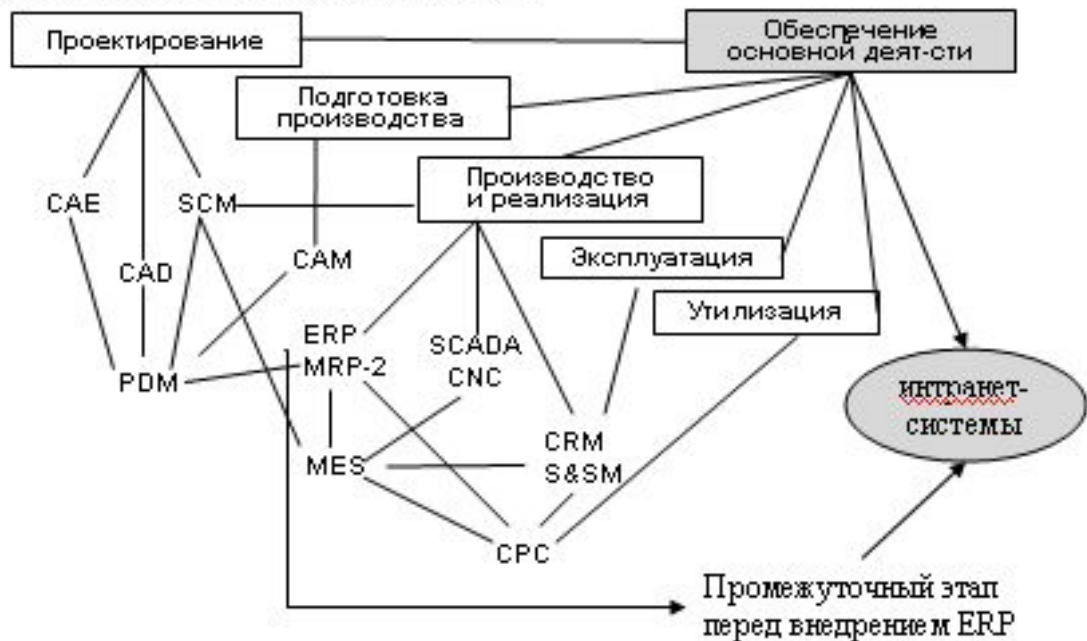 Проектирование
Обеспечение
основной деят-сти
Подготовка
производства
Производство
и реализация
CAE
SCM
CAD
CAM
Эксплуатация
Утилизация
ERP
MRP-2
SCADA
CNC
PDM
интранет-
системы
CRM
S&SM
MES
CPC
Промежуточный этап
перед внедрением ERP